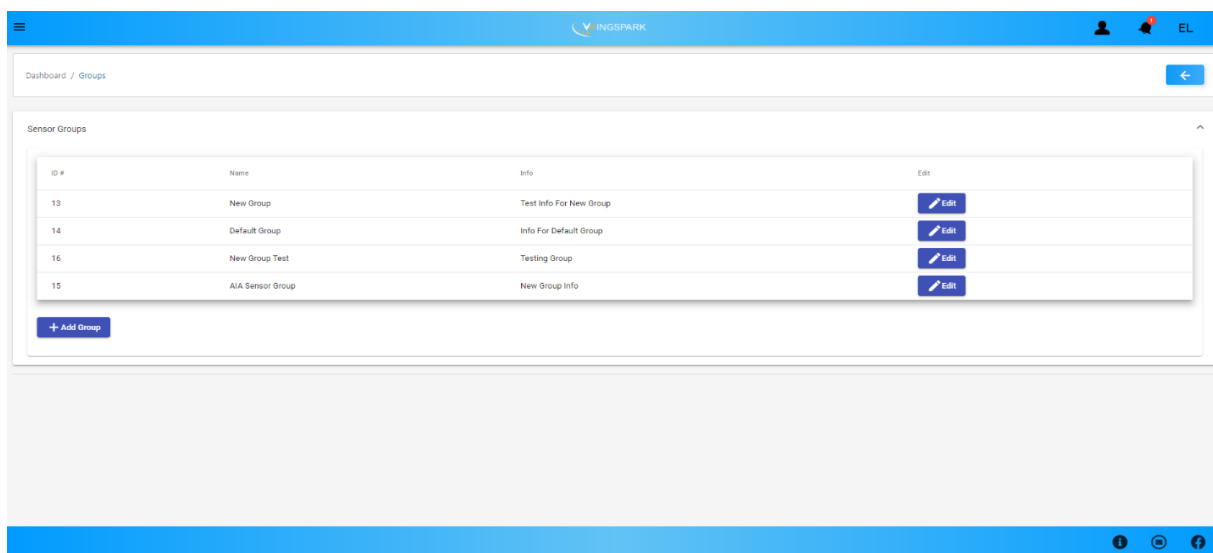 WINGSPARK
1
EL
Dashboard / Groups
Sensor Groups
ID # Name Info Edit
13 New Group Test Info For New Group Edit
14 Default Group Info For Default Group Edit
16 New Group Test Testing Group Edit
15 AIA Sensor Group New Group Info Edit
+ Add Group